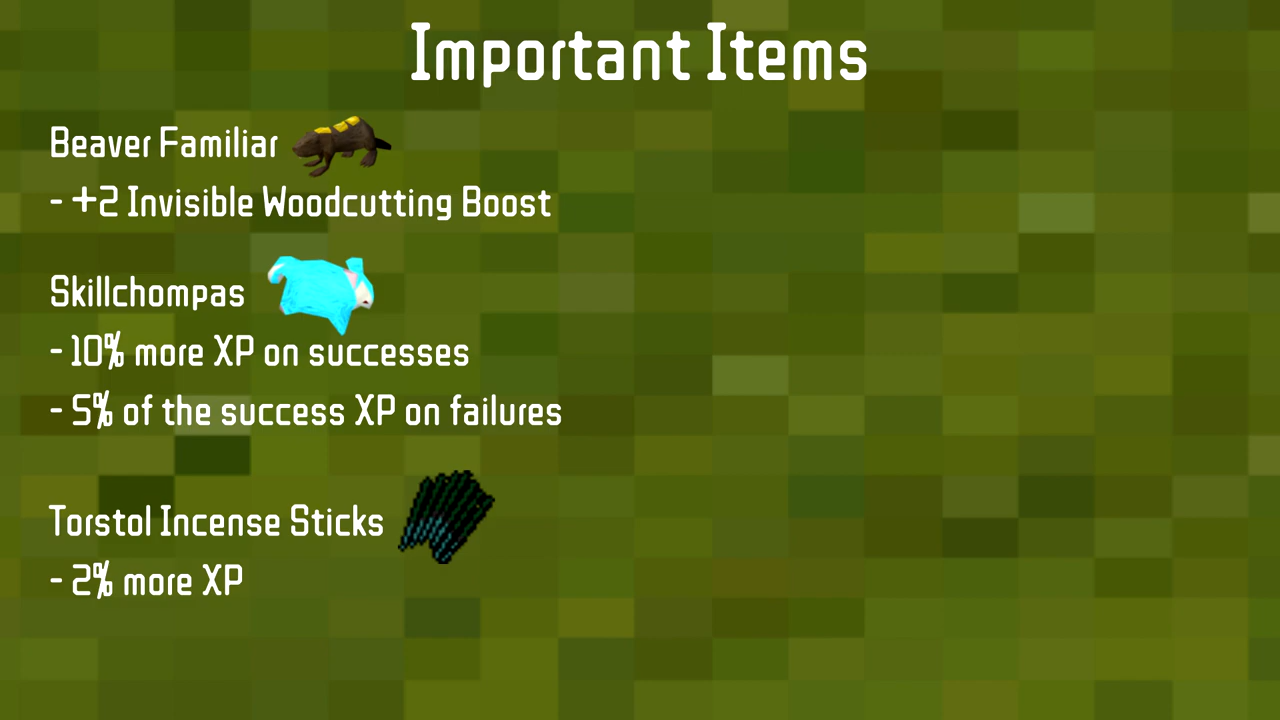 Important Items
Beaver Familiar
- +2 Invisible Woodcutting Boost
Skillchompas
- 10% more XP on successes
- 5% of the success XP on failures
Torstol Incense Sticks
- 2% more XP